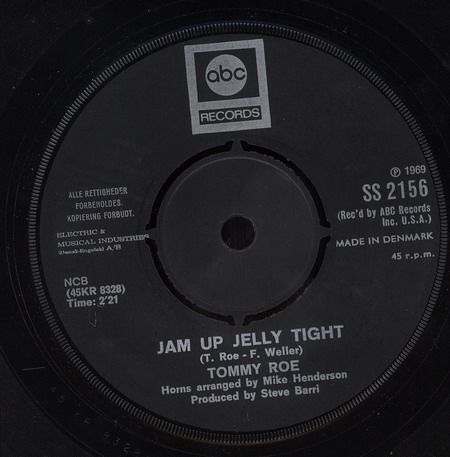 abc
RECORDS
℗ 1969
SS 2156
(Rec'd by ABC Records
Inc. U.S.A.)
MADE IN DENMARK
45 r.p.m.
ALLE RETTIGHEDER
FORBEHOLDES.
KOPIERING FORBUDT.
ELECTRIC &
MUSICAL INDUSTRIES
(Dansk-Engelsk) A/S
NCB
(45KR 8328)
Time: 2'21
JAM UP JELLY TIGHT
(T. Roe - F. Weller)
TOMMY ROE
Horns arranged by Mike Henderson
Produced by Steve Barri